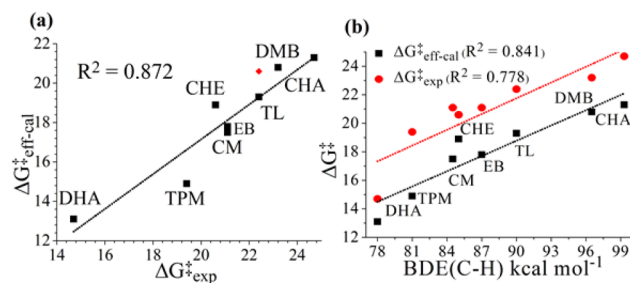 (a)
R² = 0.872
DMB
CHE
CHA
TL
EB
CM
DHA
TPM
22
20
18
16
14
12
ΔG‡eff-cal
14 16 18 20 22 24
ΔG‡exp
(b)
ΔG‡eff-cal (R² = 0.841)
ΔG‡exp (R² = 0.778)
DMB
CHE
CHA
TL
EB
CM
TPM
DHA
24
22
20
18
16
14
12
ΔG‡
78 81 84 87 90 93 96 99
BDE(C-H) kcal mol⁻¹